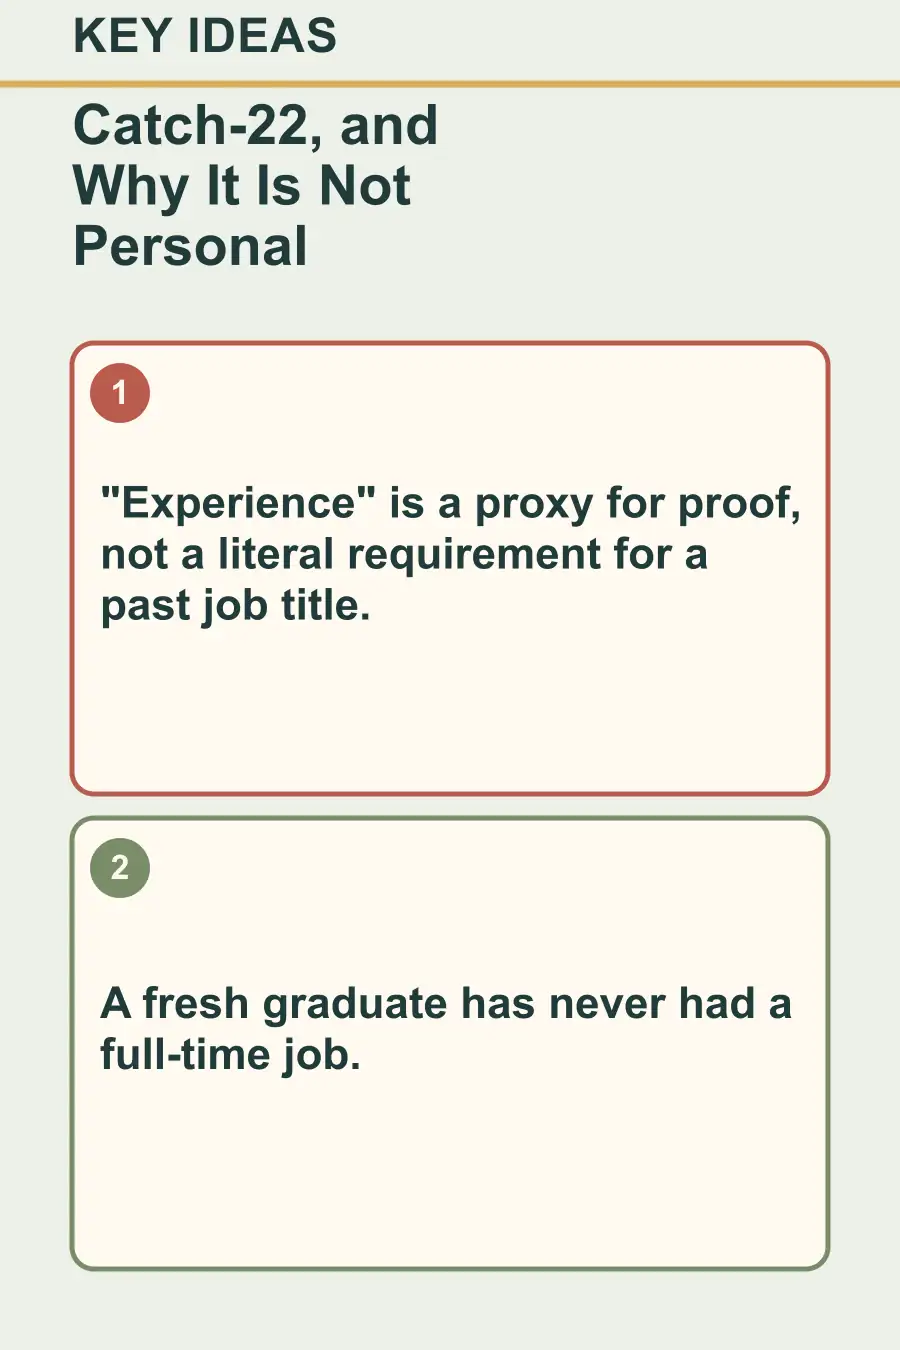 KEY IDEAS
Catch-22, and
Why It Is Not
Personal
1
"Experience" is a proxy for proof,
not a literal requirement for a
past job title.
2
A fresh graduate has never had a
full-time job.